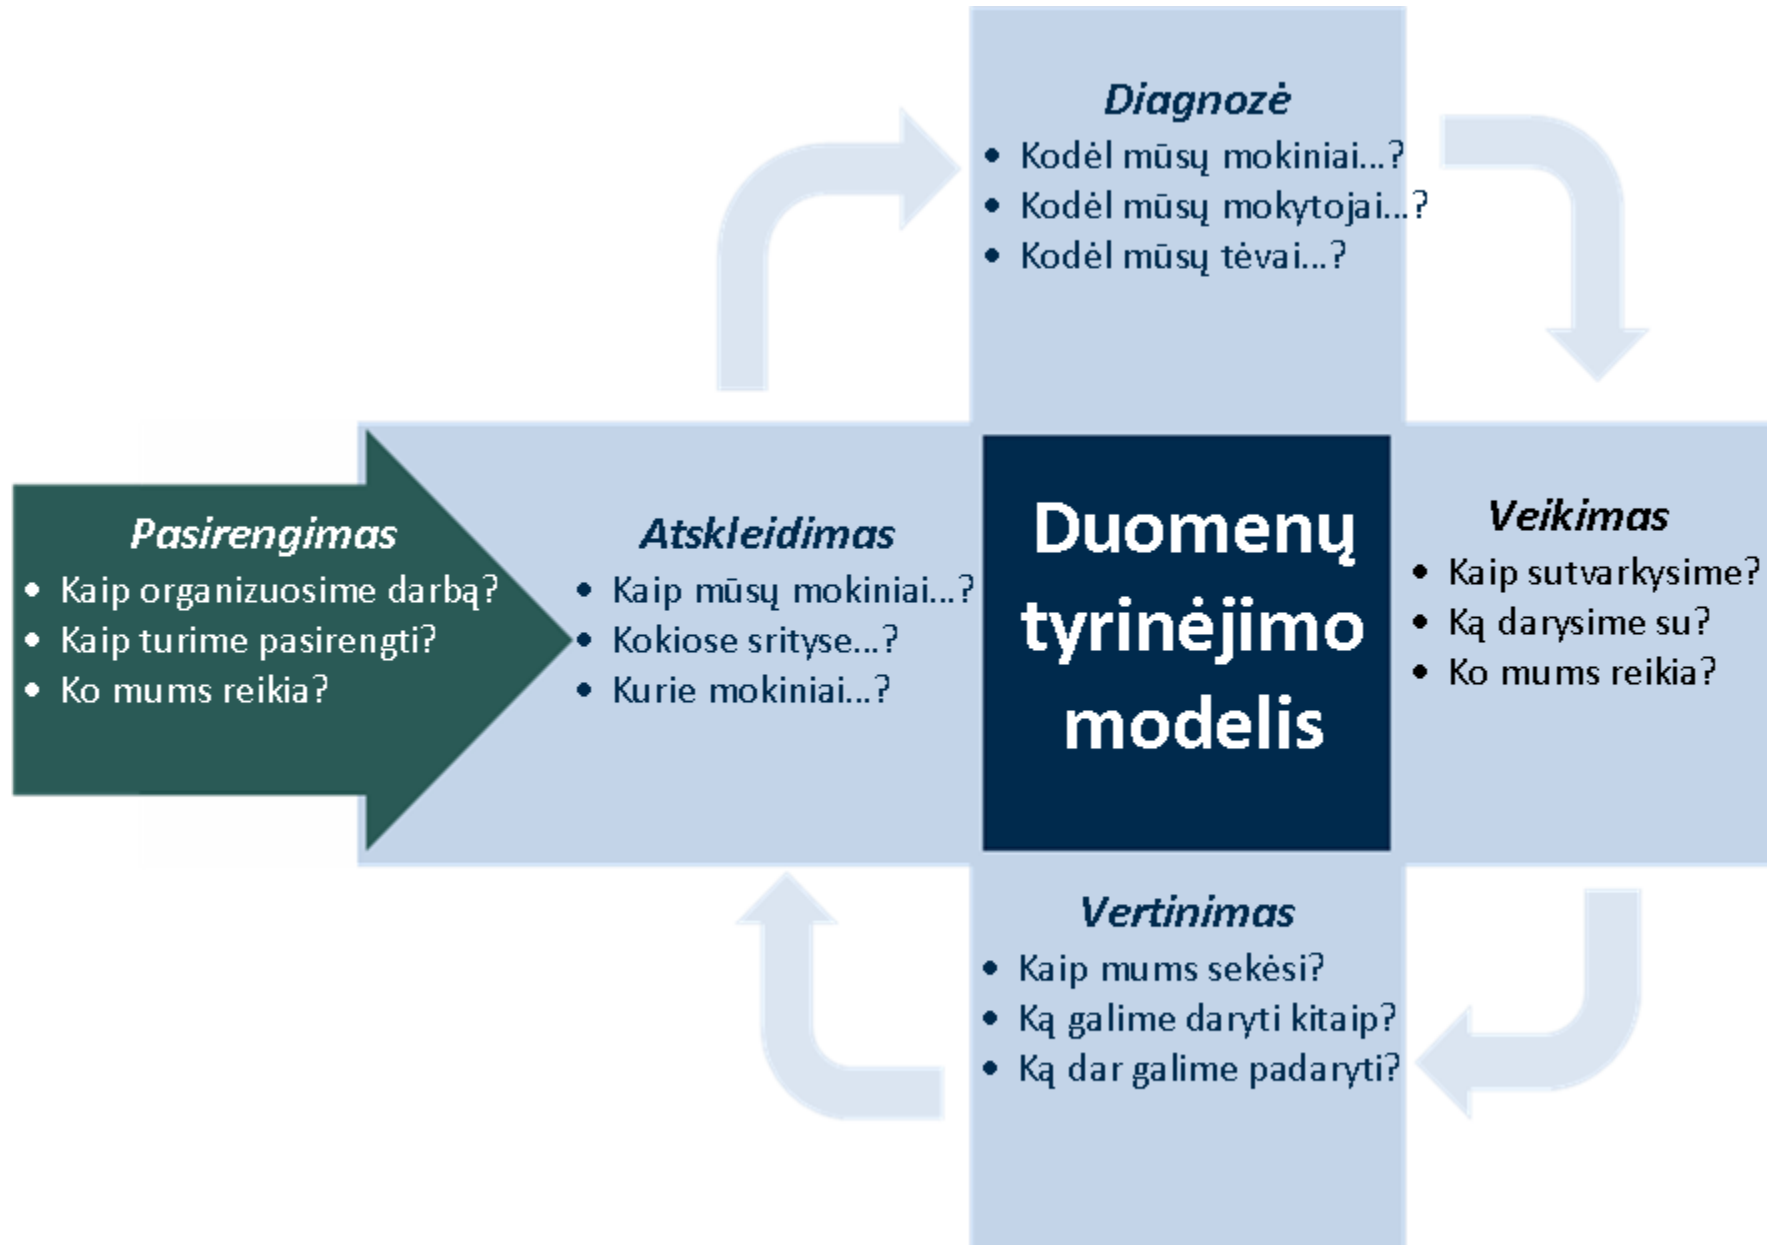 Diagnozė
• Kodėl mūsų mokiniai...?
• Kodėl mūsų mokytojai...?
• Kodėl mūsų tėvai...?
Pasirengimas
• Kaip organizuosime darbą?
• Kaip turime pasirengti?
• Ko mums reikia?
Atskleidimas
• Kaip mūsų mokiniai...?
• Kokiose srityse...?
• Kurie mokiniai...?
Duomenų
tyrinėjimo
modelis
Veikimas
• Kaip sutvarkysime?
• Ką darysime su?
• Ko mums reikia?
Vertinimas
• Kaip mums sekėsi?
• Ką galime daryti kitaip?
• Ką dar galime padaryti?